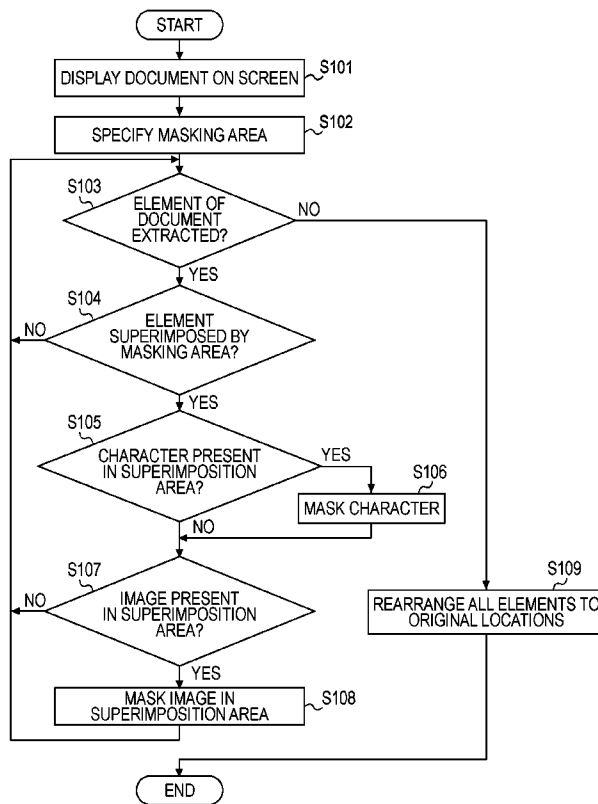 START
DISPLAY DOCUMENT ON SCREEN
S101
SPECIFY MASKING AREA
S102
S103
ELEMENT OF
DOCUMENT
EXTRACTED?
NO
YES
S104
NO
ELEMENT
SUPERIMPOSED BY
MASKING AREA?
YES
S105
CHARACTER PRESENT
IN SUPERIMPOSITION
AREA?
YES
S106
MASK CHARACTER
NO
S107
NO
IMAGE PRESENT
IN SUPERIMPOSITION
AREA?
S109
REARRANGE ALL ELEMENTS TO
ORIGINAL LOCATIONS
YES
MASK IMAGE IN
SUPERIMPOSITION AREA
S108
END